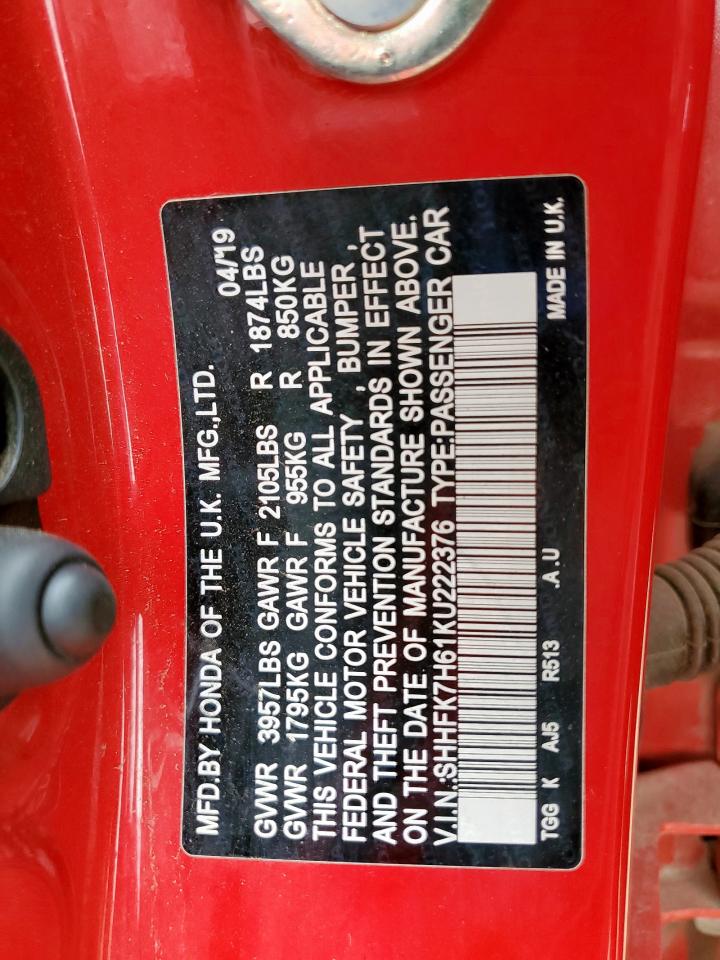 MFD.BY HONDA OF THE U.K. MFG.,LTD. 04/19
GVWR 3957LBS GAWR F 2105LBS R 1874LBS
GVWR 1795KG GAWR F 955KG R 850KG
THIS VEHICLE CONFORMS TO ALL APPLICABLE
FEDERAL MOTOR VEHICLE SAFETY , BUMPER ,
AND THEFT PREVENTION STANDARDS IN EFFECT
ON THE DATE OF MANUFACTURE SHOWN ABOVE.
V.I.N.:SHHFK7H61KU222376 TYPE:PASSENGER CAR
TGG K AJ5 R513 .A.U MADE IN U.K.